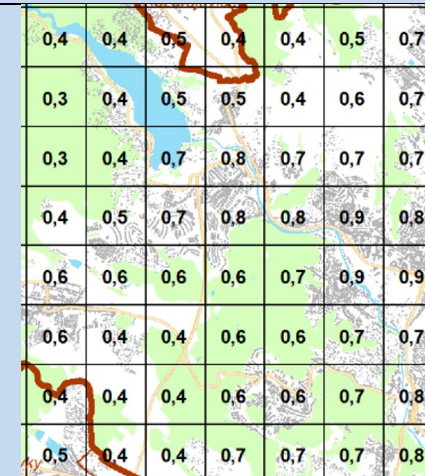 0,4 0,4 0,5 0,4 0,4 0,5 0,7
0,3 0,4 0,5 0,5 0,4 0,6 0,7
0,3 0,4 0,7 0,8 0,7 0,7 0,7
0,4 0,5 0,7 0,8 0,8 0,9 0,8
0,6 0,6 0,6 0,6 0,7 0,9 0,9
0,6 0,4 0,4 0,6 0,6 0,7 0,7
0,4 0,4 0,4 0,6 0,6 0,7 0,8
0,5 0,4 0,4 0,7 0,7 0,7 0,8